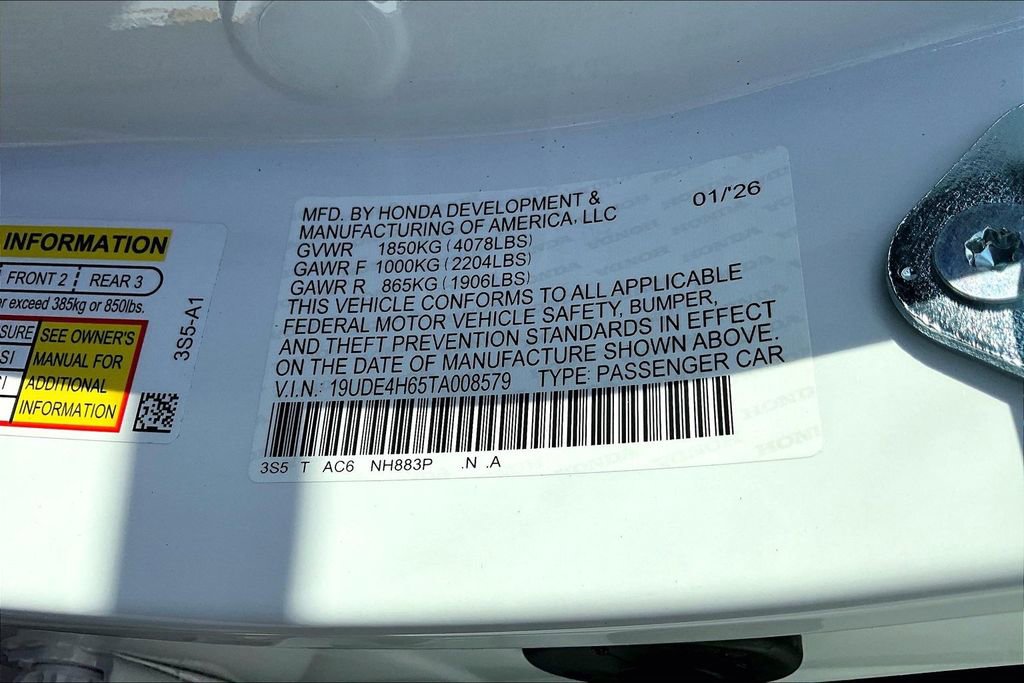 MFD. BY HONDA DEVELOPMENT &
MANUFACTURING OF AMERICA, LLC
01/'26
GVWR 1850KG (4078LBS)
GAWR F 1000KG (2204LBS)
GAWR R 865KG (1906LBS)
THIS VEHICLE CONFORMS TO ALL APPLICABLE
FEDERAL MOTOR VEHICLE SAFETY, BUMPER,
AND THEFT PREVENTION STANDARDS IN EFFECT
ON THE DATE OF MANUFACTURE SHOWN ABOVE.
V.I.N.: 19UDE4H65TA008579 TYPE: PASSENGER CAR
3S5 T AC6 NH883P .N .A
INFORMATION
FRONT 2 REAR 3
exceed 385kg or 850lbs.
SEE OWNER'S
MANUAL FOR
ADDITIONAL
INFORMATION
3S5-A1